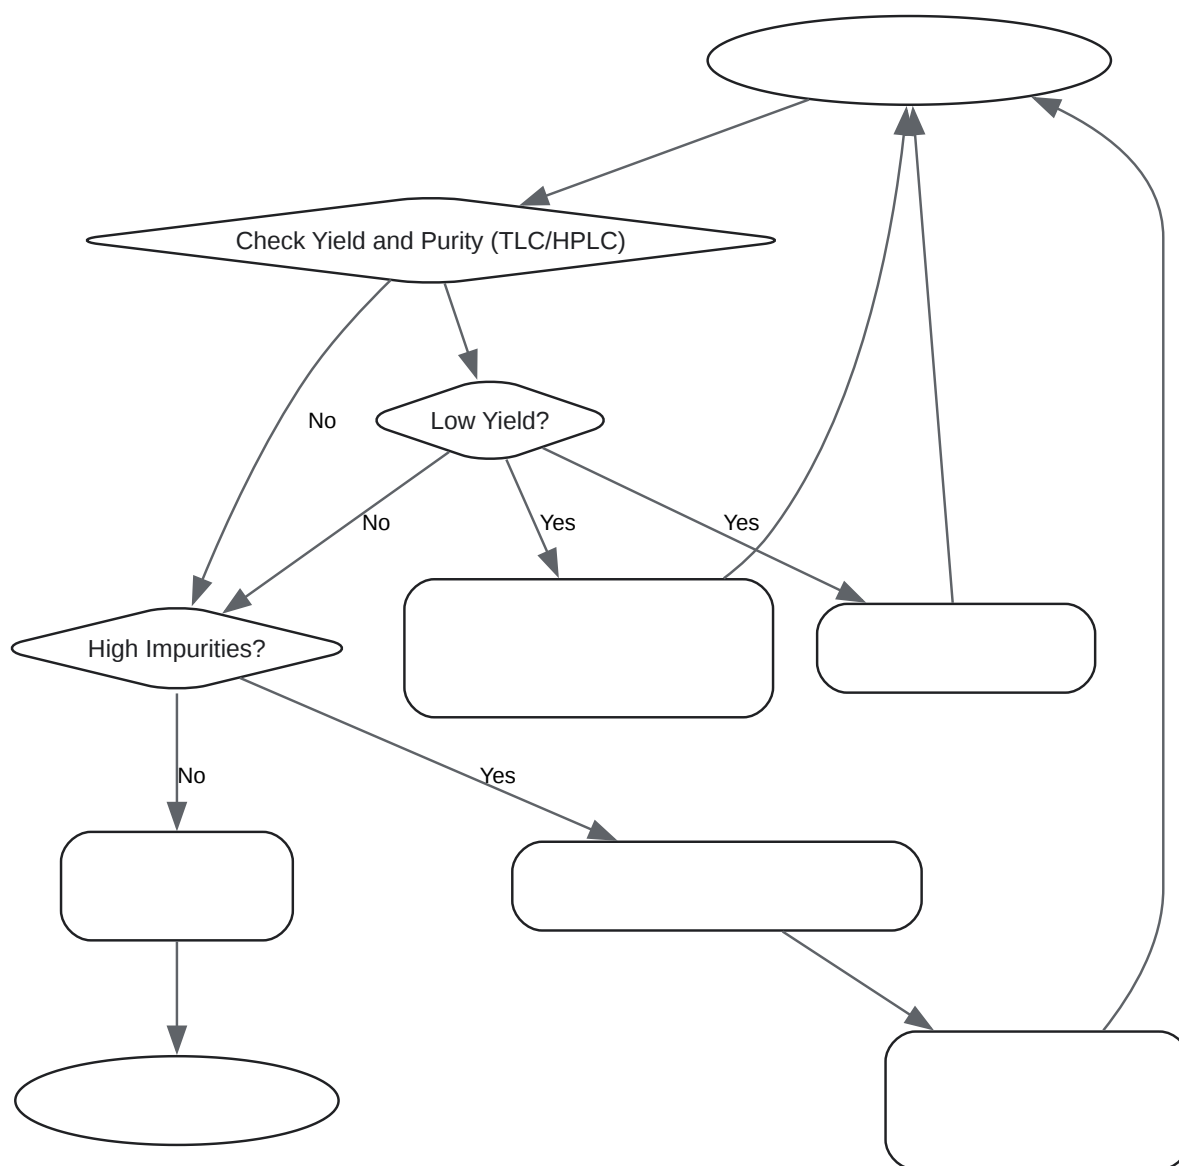 Check Yield and Purity (TLC/HPLC)
No
Low Yield?
No
Yes
Yes
High Impurities?
No
Yes